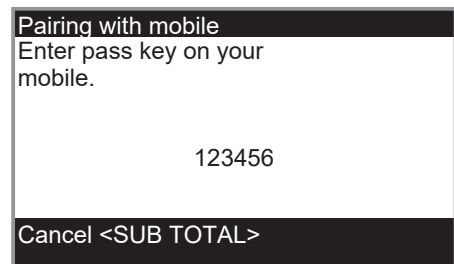 Pairing with mobile
Enter pass key on your
mobile.
123456
Cancel <SUB TOTAL>